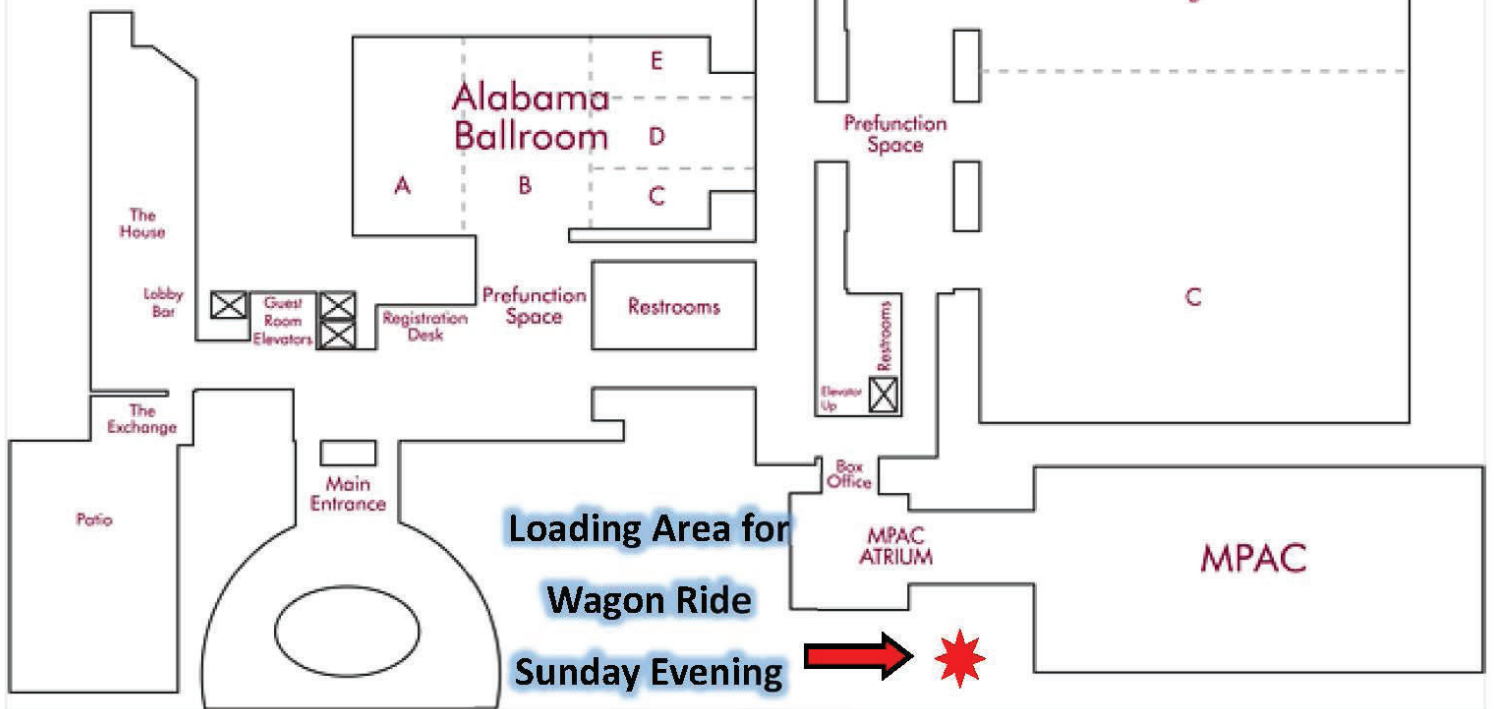 E
Alabama
Ballroom
D
A
B
C
Prefunction
Space
The
House
Lobby
Bar
Guest
Room
Elevators
Registration
Desk
Prefunction
Space
Restrooms
Restrooms
C
Elevator
Up
The
Exchange
Main
Entrance
Patio
Box
Office
MPAC
ATRIUM
MPAC
Loading Area for
Wagon Ride
Sunday Evening